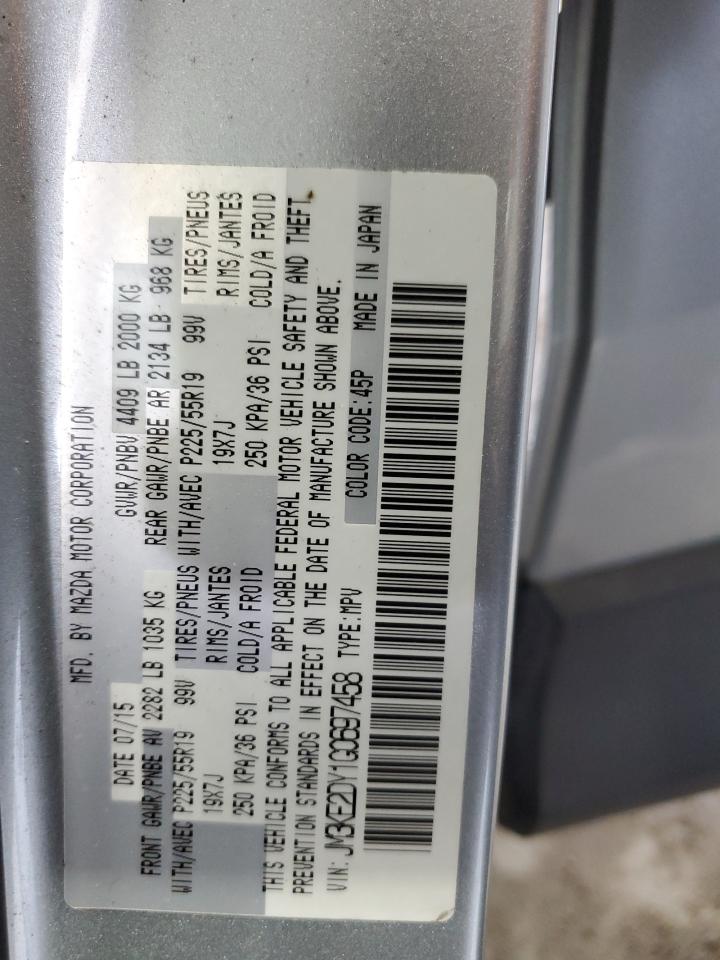 MFD. BY MAZDA MOTOR CORPORATION
DATE 07/15 GVWR/PNBV 4409 LB 2000 KG
FRONT GAWR/PNBE AV 2282 LB 1035 KG REAR GAWR/PNBE AR 2134 LB 968 KG
WITH/AVEC P225/55R19 99V TIRES/PNEUS WITH/AVEC P225/55R19 99V TIRES/PNEUS
19X7J RIMS/JANTES 19X7J RIMS/JANTES
250 KPA/36 PSI COLD/A FROID 250 KPA/36 PSI COLD/A FROID
THIS VEHICLE CONFORMS TO ALL APPLICABLE FEDERAL MOTOR VEHICLE SAFETY AND THEFT
PREVENTION STANDARDS IN EFFECT ON THE DATE OF MANUFACTURE SHOWN ABOVE.
VIN: JM3KE2DY1G0697458 TYPE:MPV COLOR CODE:45P MADE IN JAPAN